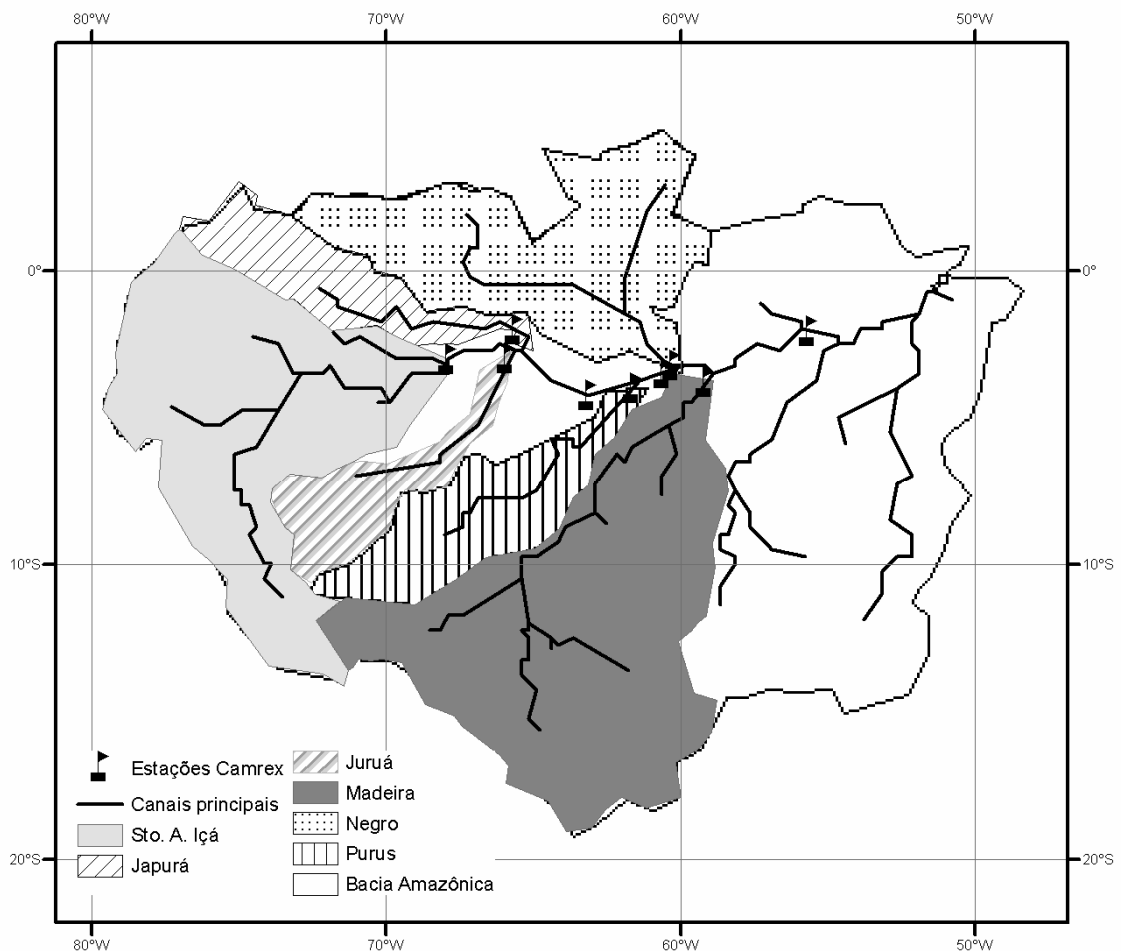 80°W 70°W 60°W 50°W
0° 0°
10°S 10°S
20°S 20°S
Estações Camrex
Canais principais
Sto. A. Içá
Japurá
Juruá
Madeira
Negro
Purus
Bacia Amazônica
80°W 70°W 60°W 50°W